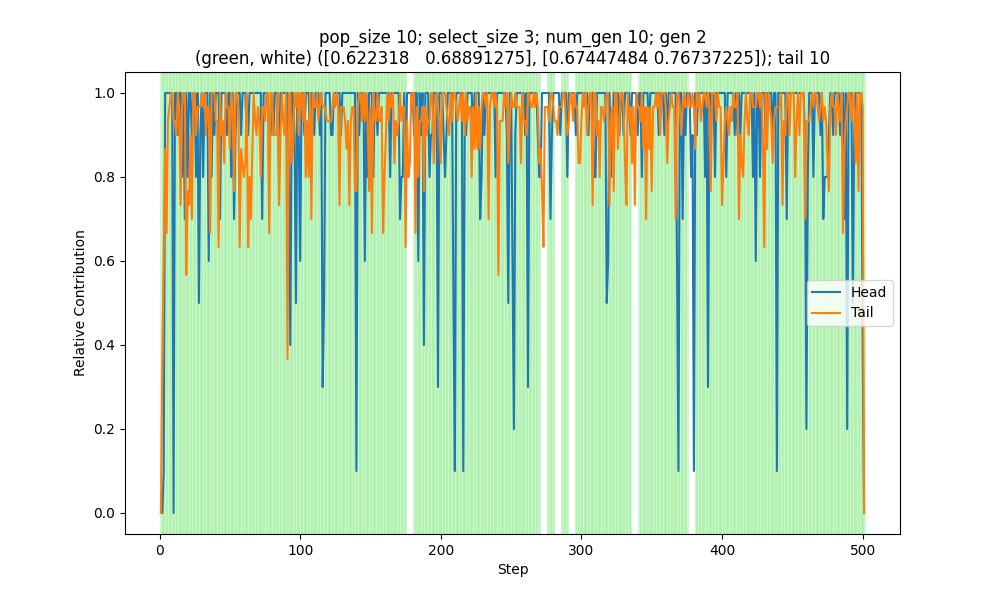 pop_size 10; select_size 3; num_gen 10; gen 2
(green, white) ([0.622318   0.68891275], [0.67447484 0.76737225]); tail 10
1.0
0.8
0.6
0.4
0.2
0.0
Relative Contribution
Head
Tail
0
100
200
300
400
500
Step